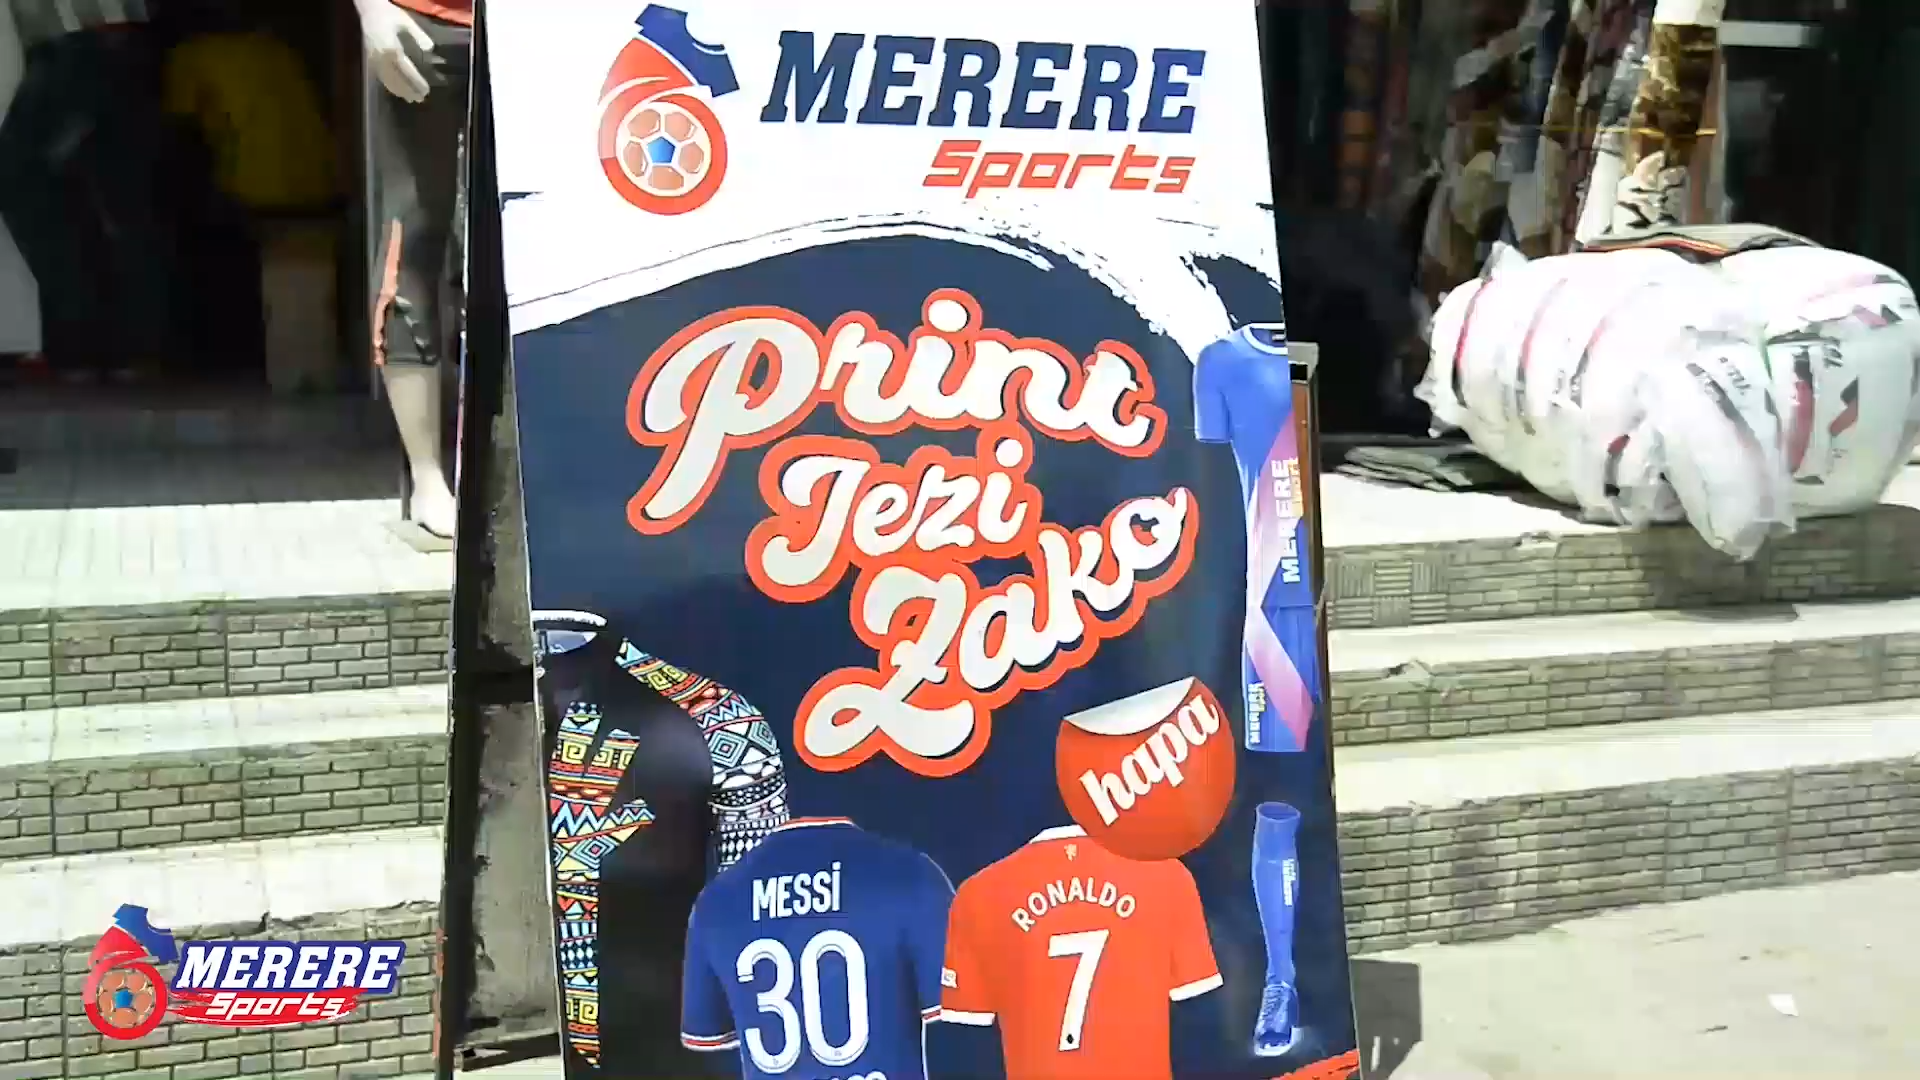 MERERE
Sports
Print
Jezi
Zako
hapa
MERERE
MESSI
30
RONALDO
7
MERERE
Sports